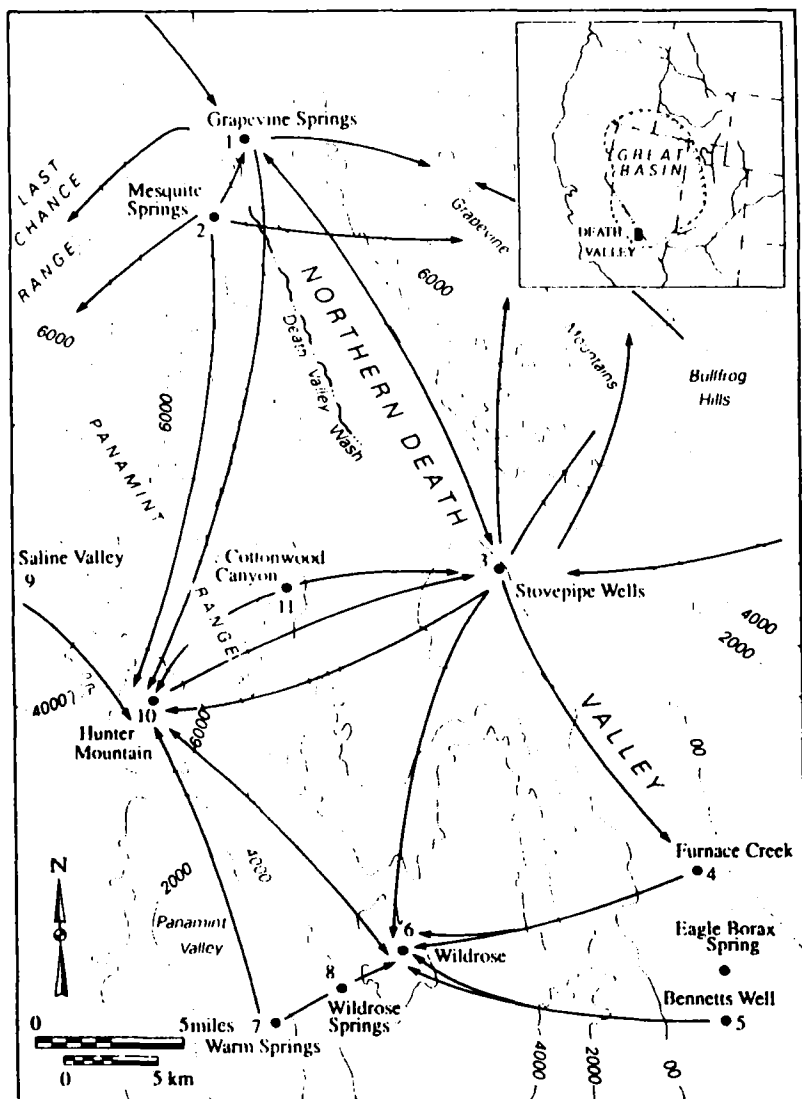 Grapevine Springs
1
GREAT
BASIN
DEATH
VALLEY
LAST
CHANCE
RANGE
Mesquite
Springs
2
Grapevine
Mountains
6000
6000
6000
NORTHERN DEATH
VALLEY
Death Valley Wash
Bullfrog
Hills
PANAMINT
RANGE
Saline Valley
9
Cottonwood
Canyon
11
3
Stovepipe Wells
4000
2000
4000
10
Hunter
Mountain
6000
00
N
4000
2000
Panamint
Valley
Furnace Creek
4
6
Wildrose
Eagle Borax
Spring
8
Wildrose
Springs
Bennetts Well
5
7
Warm Springs
0 5miles
0 5 km
4000
2000
00